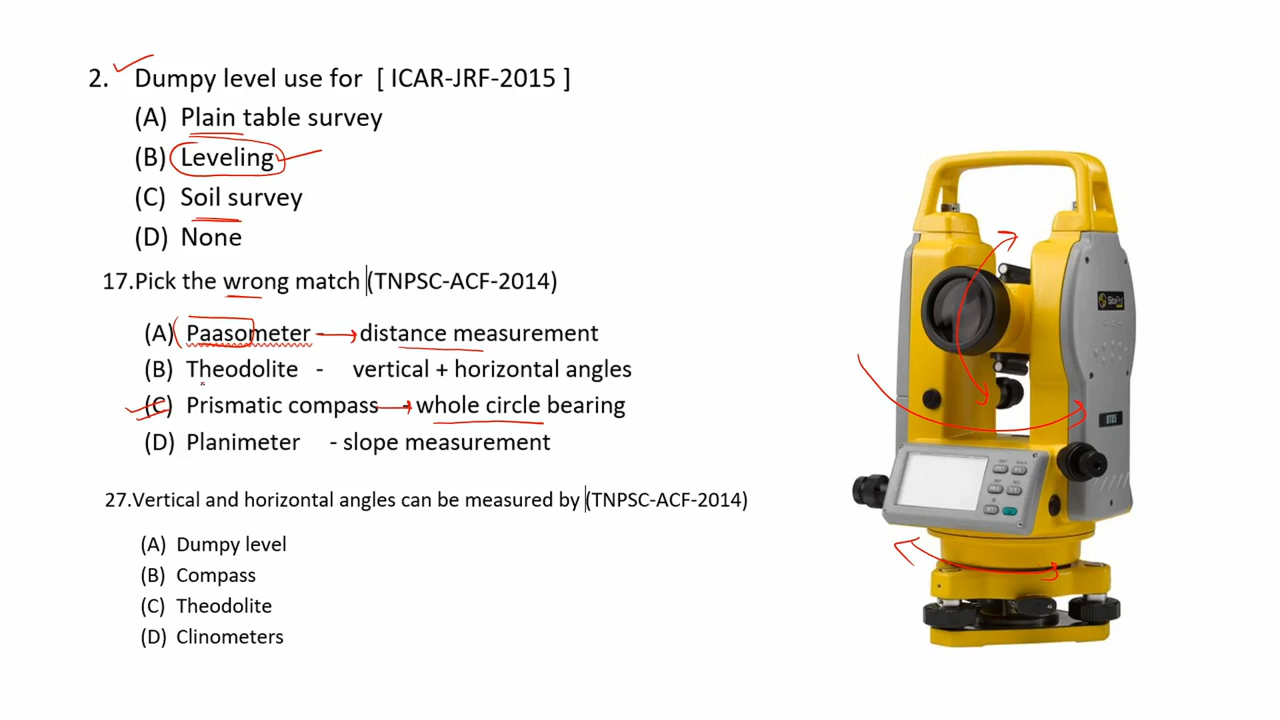 2. Dumpy level use for [ ICAR-JRF-2015 ]
(A) Plain table survey
(B) Leveling
(C) Soil survey
(D) None
17.Pick the wrong match (TNPSC-ACF-2014)
(A) Paasometer distance measurement
(B) Theodolite - vertical + horizontal angles
(C) Prismatic compass - whole circle bearing
(D) Planimeter - slope measurement
27.Vertical and horizontal angles can be measured by (TNPSC-ACF-2014)
(A) Dumpy level
(B) Compass
(C) Theodolite
(D) Clinometers